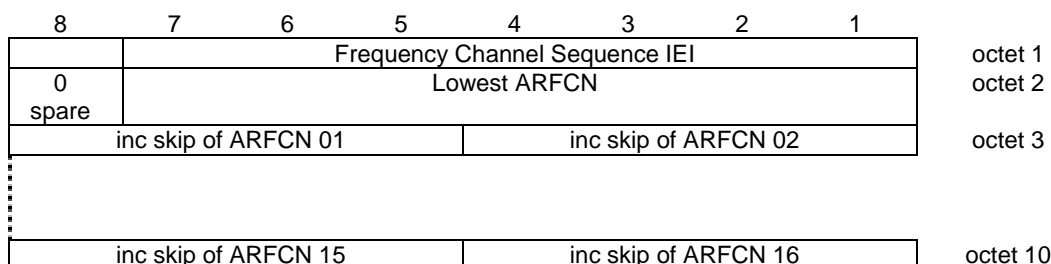 8 7 6 5 4 3 2 1
Frequency Channel Sequence IEI octet 1
0 Lowest ARFCN octet 2
spare
inc skip of ARFCN 01 inc skip of ARFCN 02 octet 3
inc skip of ARFCN 15 inc skip of ARFCN 16 octet 10